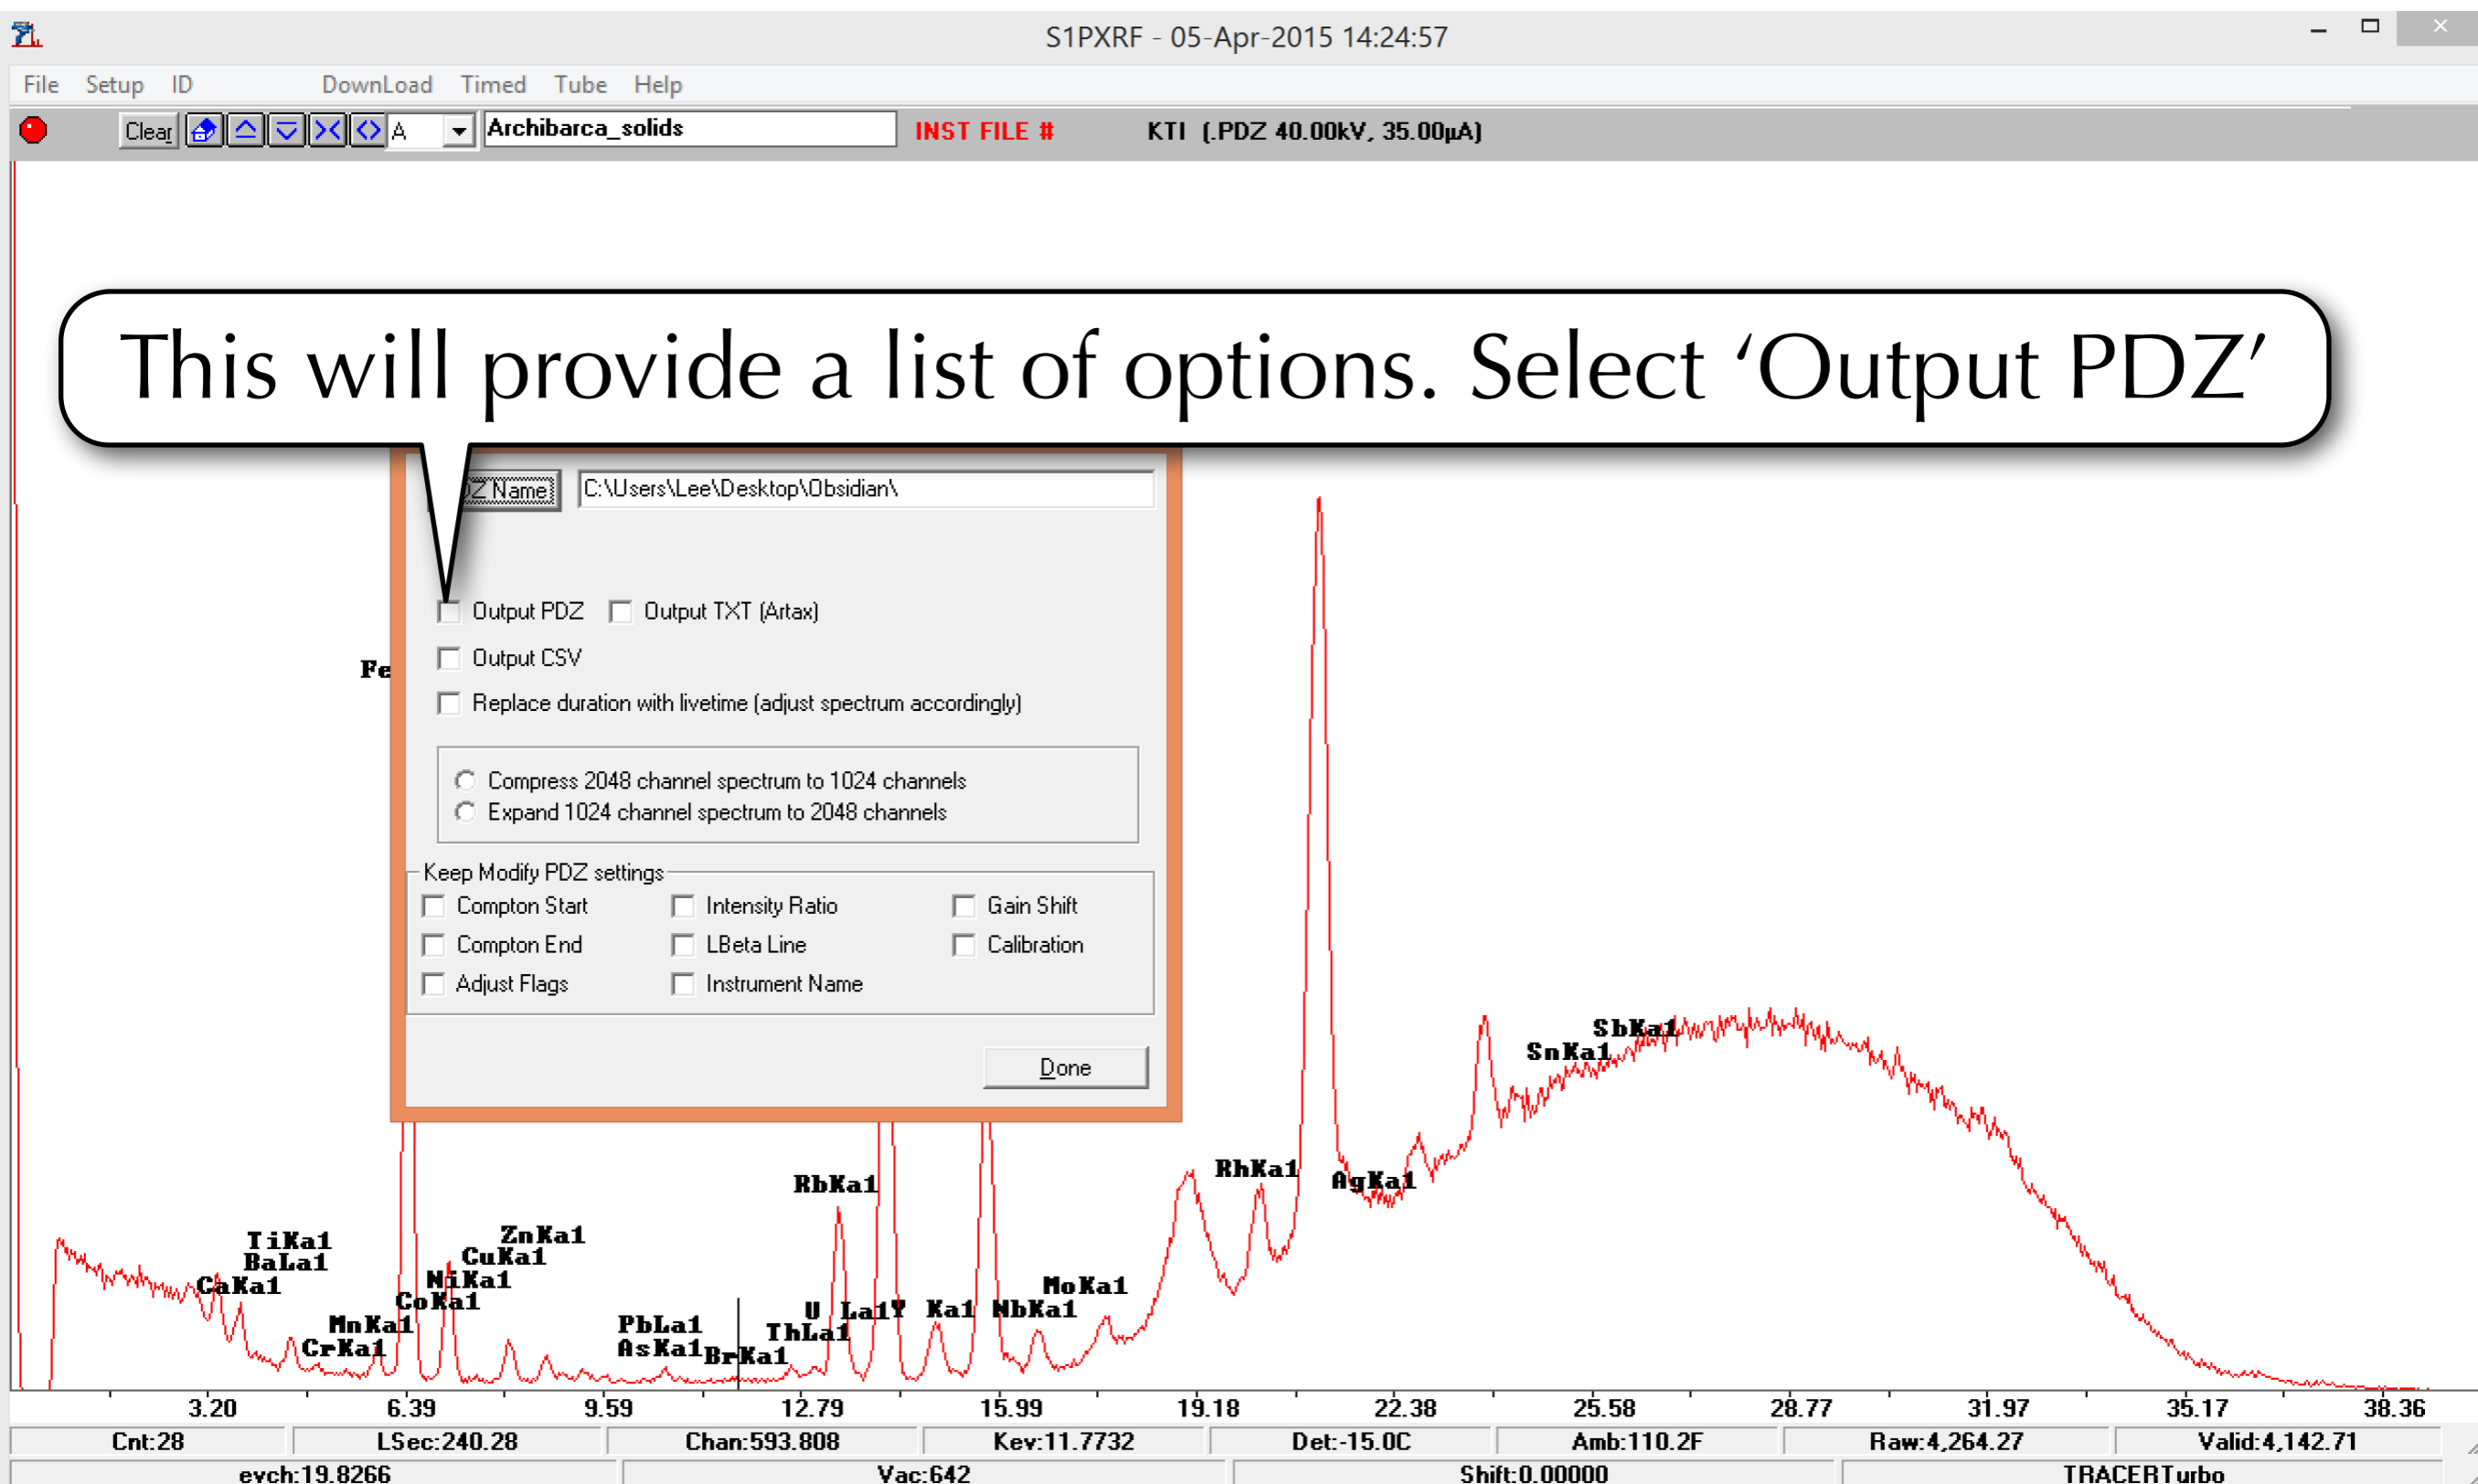 S1PXRF - 05-Apr-2015 14:24:57
File Setup ID DownLoad Timed Tube Help
Clear A Archibarca_solids INST FILE # KTI (.PDZ 40.00kV, 35.00µA)
This will provide a list of options. Select ‘Output PDZ’
Name C:\Users\Lee\Desktop\Obsidian\
Output PDZ Output TXT (Artax)
Output CSV
Fe
Replace duration with livetime (adjust spectrum accordingly)
Compress 2048 channel spectrum to 1024 channels
Expand 1024 channel spectrum to 2048 channels
Keep Modify PDZ settings
Compton Start Intensity Ratio Gain Shift
Compton End LBeta Line Calibration
Adjust Flags Instrument Name
SbKa1
SnKa1
Done
RhKa1
AgKa1
RbKa1
ZnKa1
TiKa1
CuKa1
BaLa1
NiKa1
CaKa1
MoKa1
CoKa1
U La1Y Ka1 NbKa1
MnKa1 PbLa1
ThLa1
CrKa1 AsKa1
BrKa1
3.20 6.39 9.59 12.79 15.99 19.18 22.38 25.58 28.77 31.97 35.17 38.36
Cnt:28 LSec:240.28 Chan:593.808 Kev:11.7732 Det:-15.0C Amb:110.2F Raw:4,264.27 Valid:4,142.71
evch:19.8266 Vac:642 Shift:0.00000 TRACERTurbo